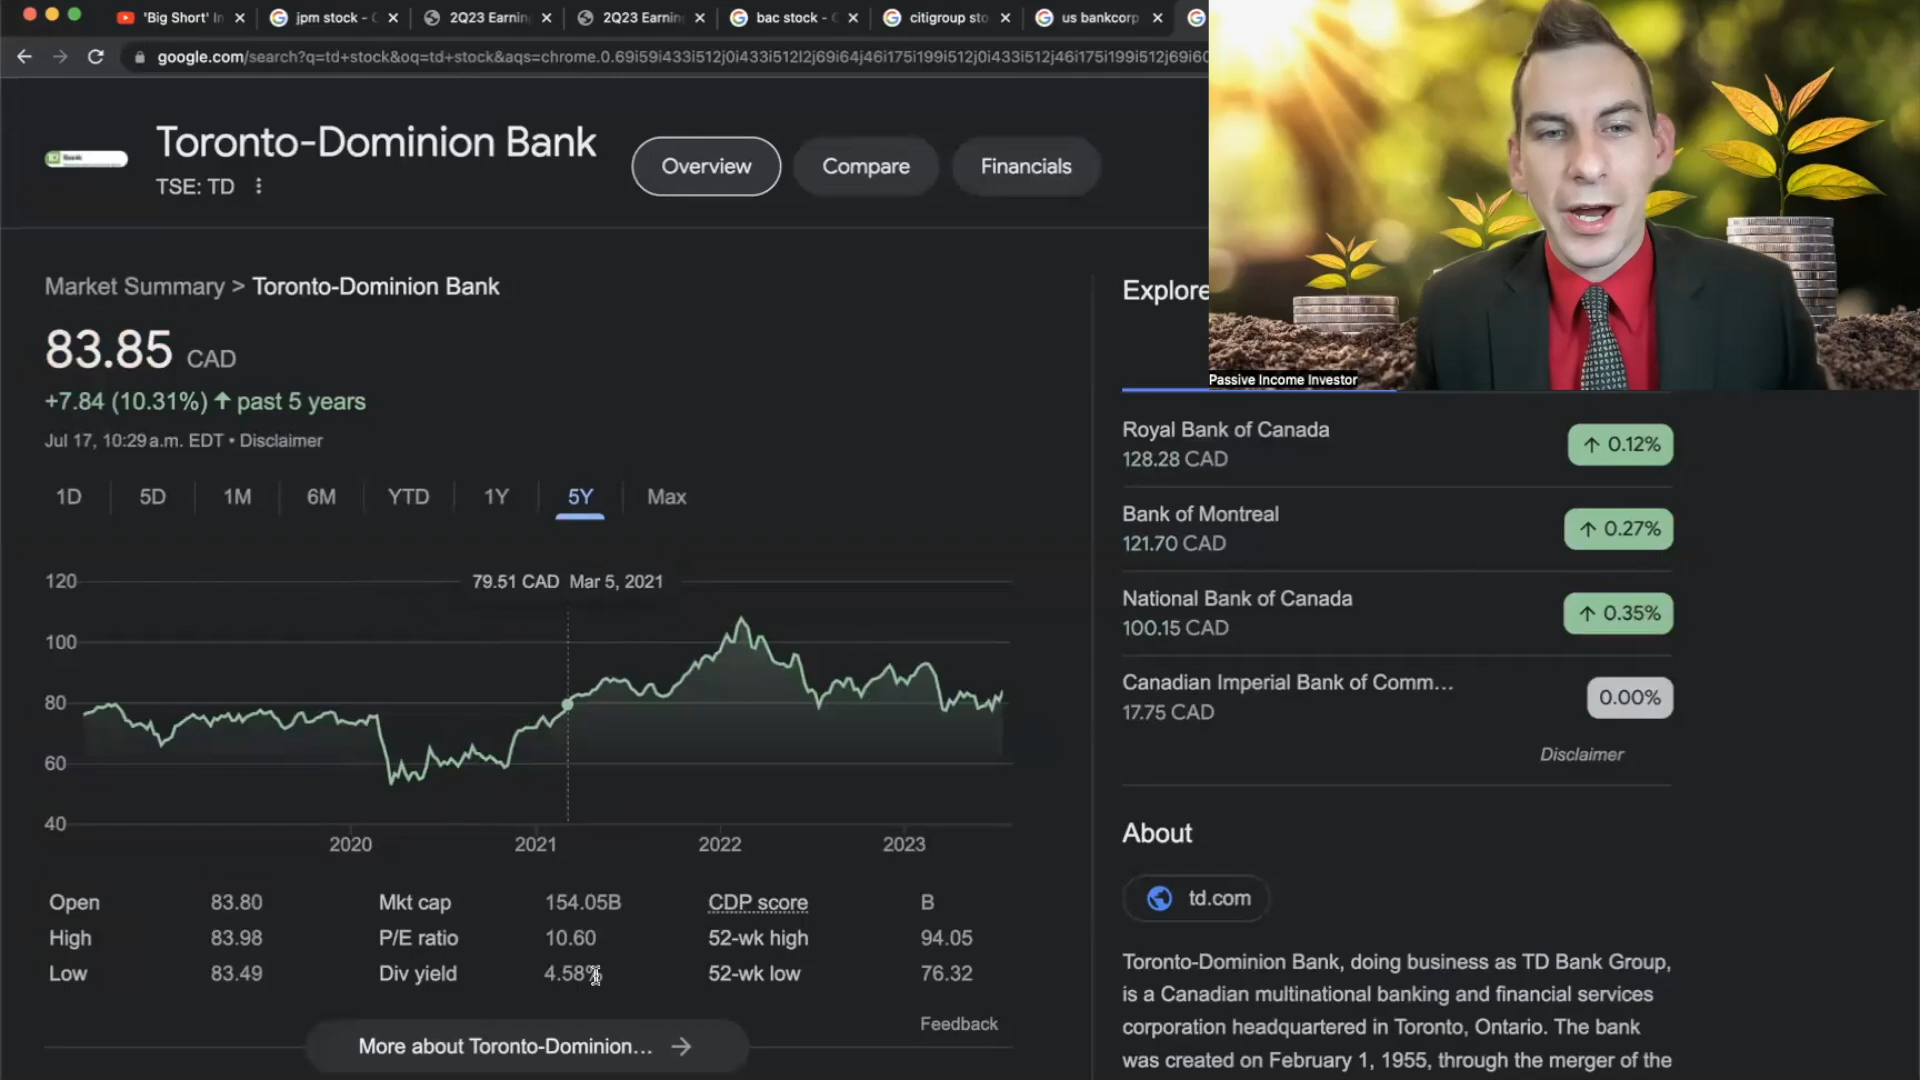 'Big Short' In
jpm stock - G
2Q23 Earnin
2Q23 Earnin
bac stock - G
citigroup sto
us bankcorp
google.com/search?q=td+stock&oq=td+stock&aqs=chrome.0.69i59i433i512j0i433i512l2j69i64j46i175i199i512j0i433i512j46i175i199i512j69i60
Bank
Toronto-Dominion Bank
TSE: TD
Overview
Compare
Financials
Market Summary > Toronto-Dominion Bank
83.85 CAD
+7.84 (10.31%) ↑ past 5 years
Jul 17, 10:29 a.m. EDT • Disclaimer
1D
5D
1M
6M
YTD
1Y
5Y
Max
79.51 CAD Mar 5, 2021
120
100
80
60
40
2020
2021
2022
2023
Open 83.80 Mkt cap 154.05B CDP score B
High 83.98 P/E ratio 10.60 52-wk high 94.05
Low 83.49 Div yield 4.58% 52-wk low 76.32
Feedback
More about Toronto-Dominion... →
Passive Income Investor
Explore
Royal Bank of Canada
128.28 CAD
↑ 0.12%
Bank of Montreal
121.70 CAD
↑ 0.27%
National Bank of Canada
100.15 CAD
↑ 0.35%
Canadian Imperial Bank of Comm...
17.75 CAD
0.00%
Disclaimer
About
td.com
Toronto-Dominion Bank, doing business as TD Bank Group,
is a Canadian multinational banking and financial services
corporation headquartered in Toronto, Ontario. The bank
was created on February 1, 1955, through the merger of the